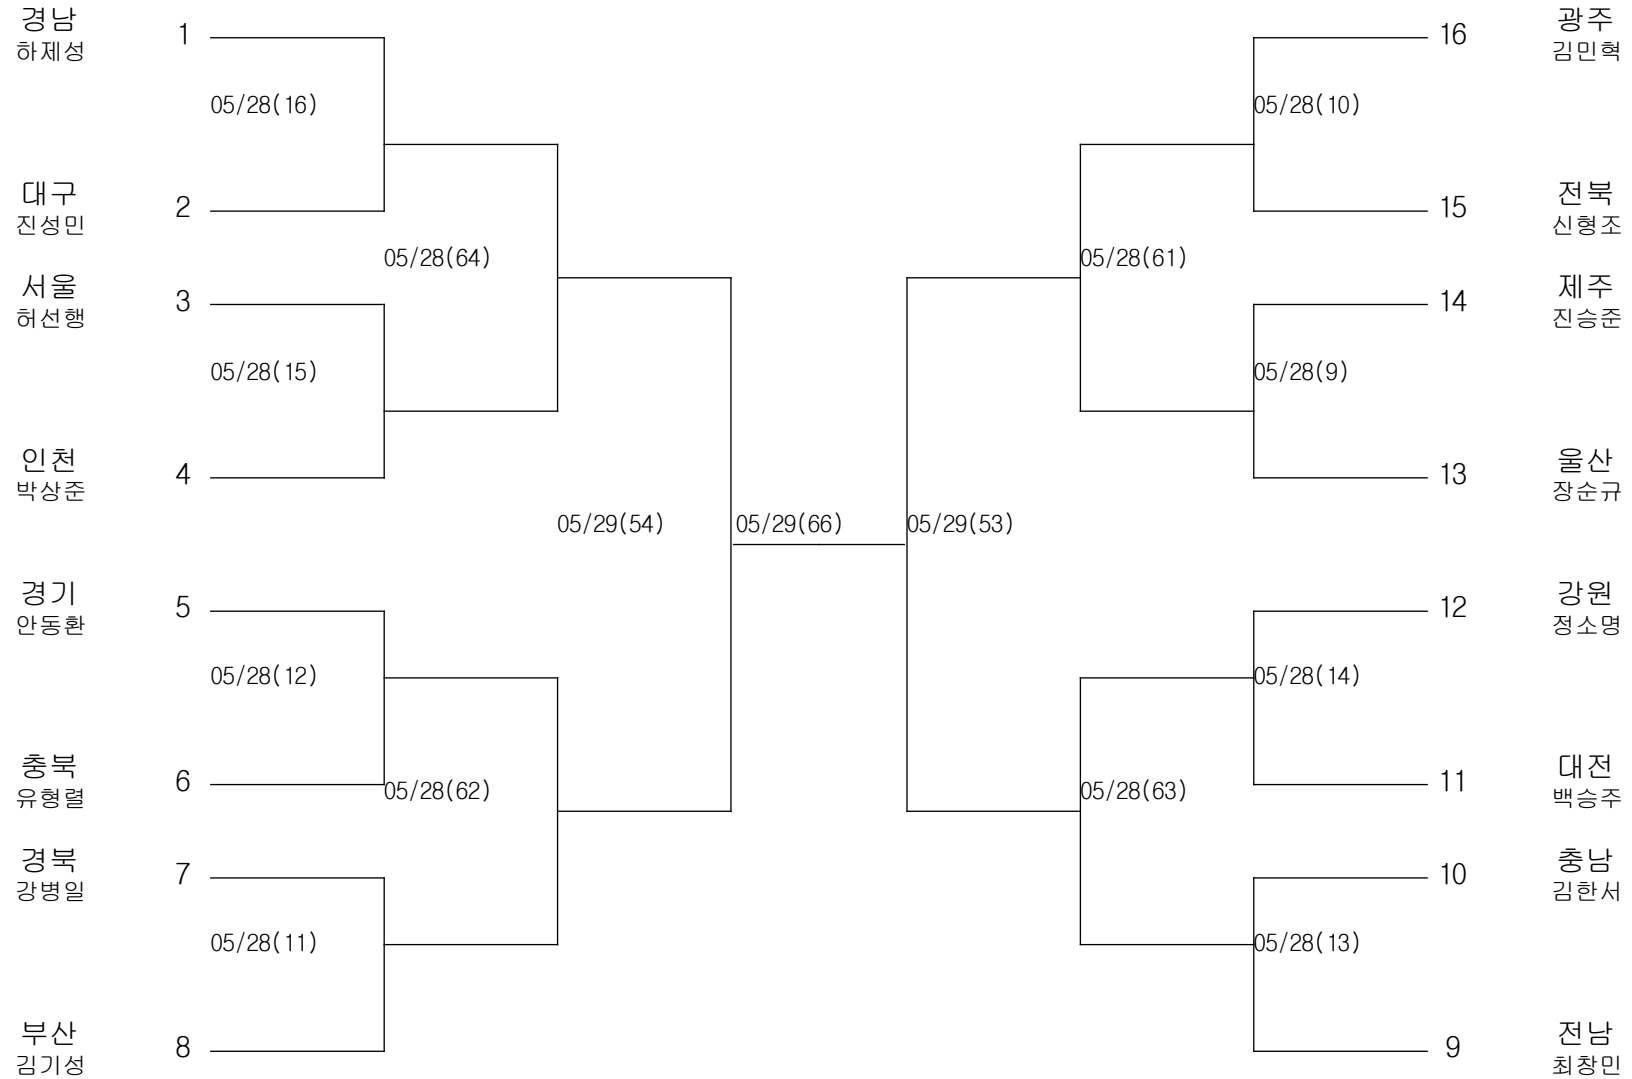 경남
하제성
1
05/28(16)
대구
진성민
2
05/28(64)
서울
허선행
3
05/28(15)
인천
박상준
4
05/29(54)
경기
안동환
5
05/28(12)
충북
유형렬
6
05/28(62)
경북
강병일
7
05/28(11)
부산
김기성
8
05/29(66)
16
광주
김민혁
05/28(10)
15
전북
신형조
05/28(61)
14
제주
진승준
05/28(9)
13
울산
장순규
05/29(53)
12
강원
정소명
05/28(14)
11
대전
백승주
05/28(63)
10
충남
김한서
05/28(13)
9
전남
최창민